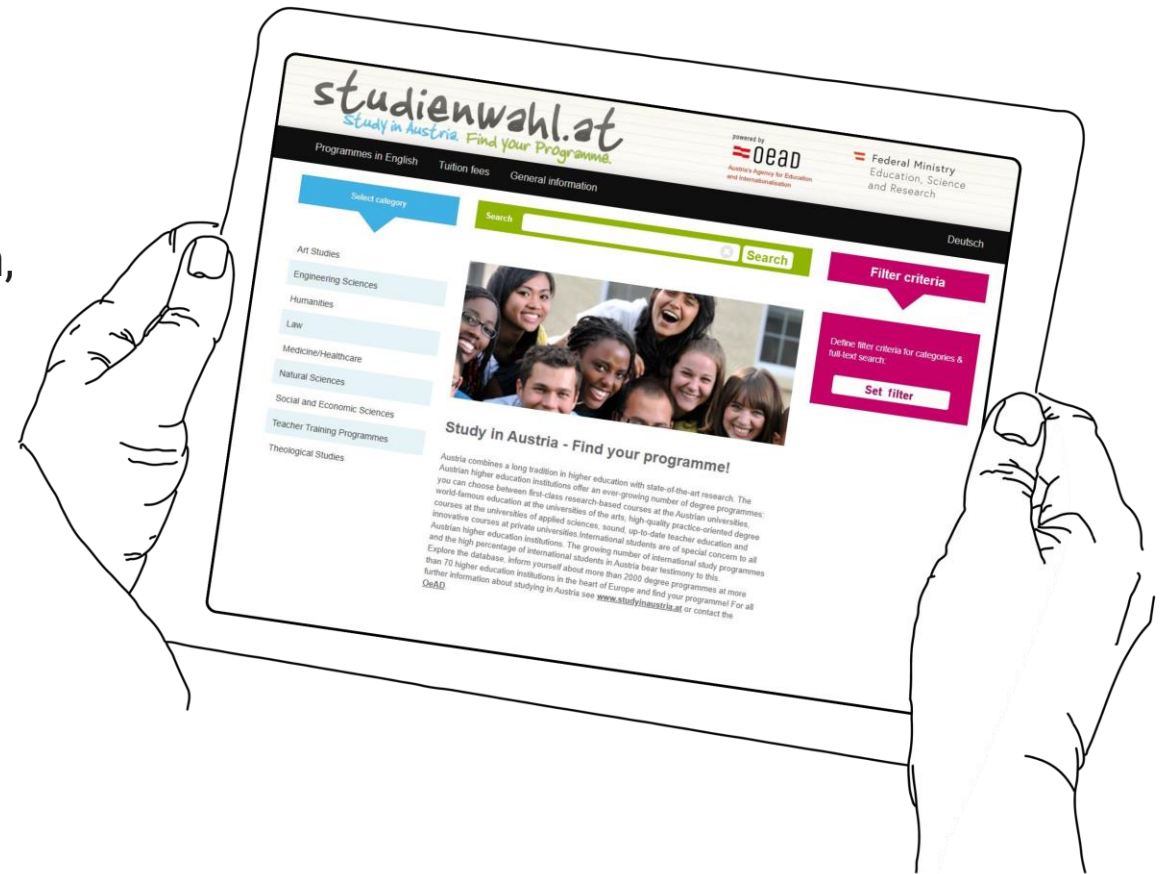 studienwahl.at
Study in Austria. Find your Programme.
powered by
OeAD
Austria's Agency for Education
and Internationalisation
Federal Ministry
Education, Science
and Research
Programmes in English Tuition fees General information
Deutsch
Select category
Search
Search
Filter criteria
Art Studies
Engineering Sciences
Humanities
Law
Medicine/Healthcare
Natural Sciences
Social and Economic Sciences
Teacher Training Programmes
Theological Studies
Define filter criteria for categories &
full-text search:
Set filter
Study in Austria - Find your programme!
Austria combines a long tradition in higher education with state-of-the-art research. The
Austrian higher education institutions offer an ever-growing number of degree programmes:
you can choose between first-class research-based courses at the Austrian universities,
world-famous education at the universities of the arts, high-quality practice-oriented degree
courses at the universities of applied sciences, sound, up-to-date teacher education and
innovative courses at private universities.International students are of special concern to all
Austrian higher education institutions. The growing number of international study programmes
and the high percentage of international students in Austria bear testimony to this.
Explore the database, inform yourself about more than 2000 degree programmes at more
than 70 higher education institutions in the heart of Europe and find your programme! For all
further information about studying in Austria see www.studyinaustria.at or contact the
OeAD.